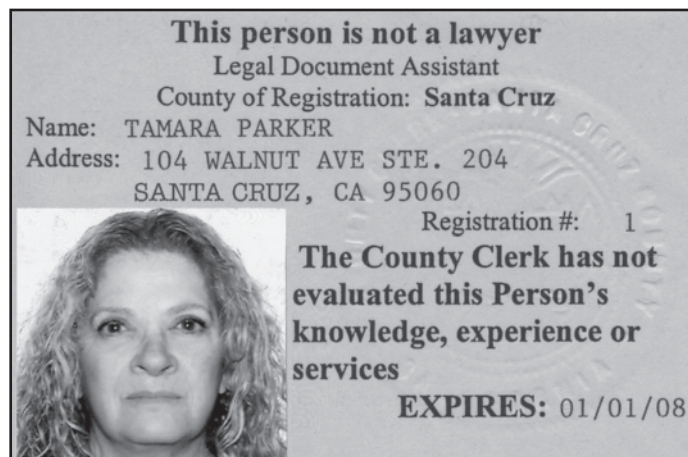 This person is not a lawyer
Legal Document Assistant
County of Registration: Santa Cruz
Name: TAMARA PARKER
Address: 104 WALNUT AVE STE. 204
SANTA CRUZ, CA 95060
Registration #: 1
The County Clerk has not
evaluated this Person's
knowledge, experience or
services
EXPIRES: 01/01/08